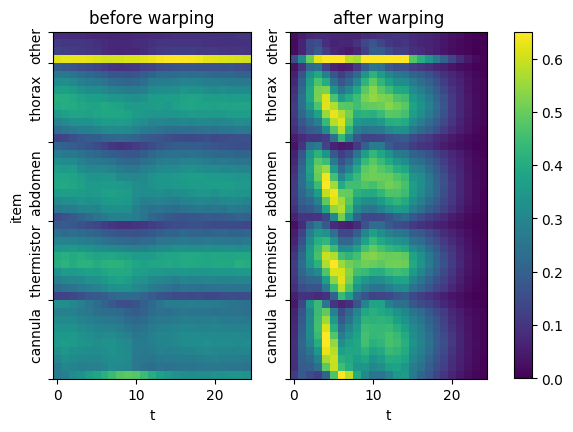 before warping
after warping
item
cannula thermistor abdomen thorax other
cannula thermistor abdomen thorax other
0 10 20
t
0 10 20
t
0.6
0.5
0.4
0.3
0.2
0.1
0.0